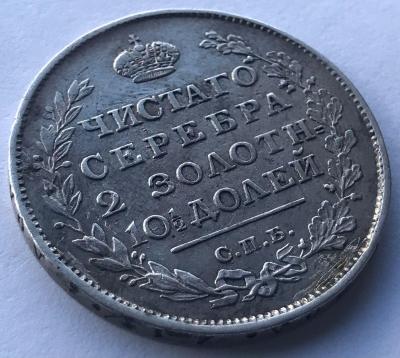 ЧИСТАГО
СЕРЕБРА
2 ЗОЛОТН=
10½ ДОЛЕЙ
С.П.Б.